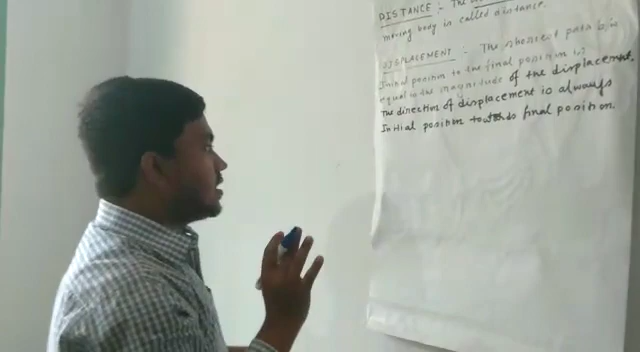 DISTANCE :- The
moving body is called distance.
DISPLACEMENT :- The shortest path b/w
Initial position to the final position is
equal to the magnitude of the displacement.
The direction of displacement is always
Initial position towards final position.